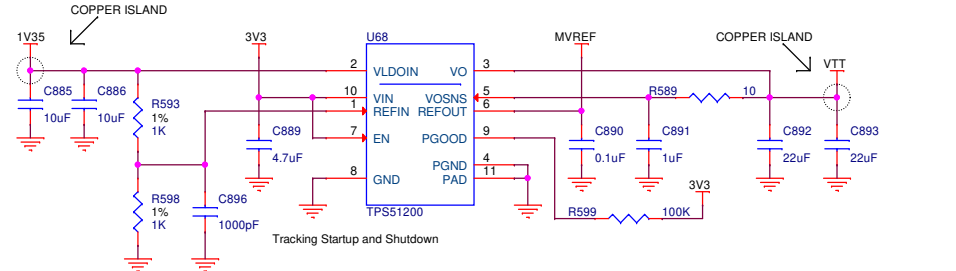 COPPER ISLAND
1V35
3V3
U68
MVREF
COPPER ISLAND
VTT
2
VLDOIN
VO
3
C885
10uF
C886
10uF
R593
1%
1K
10
VIN
1
REFIN
VOSNS
5
REFOUT
6
R589
10
C889
4.7uF
7
EN
PGOOD
9
C890
0.1uF
C891
1uF
C892
22uF
C893
22uF
PGND
4
8
GND
PAD
11
3V3
R598
1%
1K
C896
1000pF
TPS51200
R599
100K
Tracking Startup and Shutdown